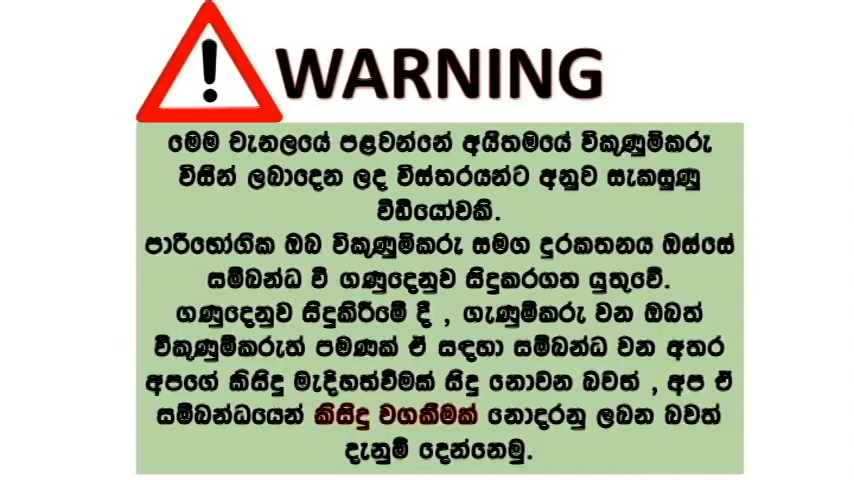 !
WARNING
මෙම චැනලයේ පළවන්නේ අයිතමයේ විකුණුම්කරු
විසින් ලබාදෙන ලද විස්තරයන්ට අනුව සැකසුණු
වීඩියෝවකි.
පාරිභෝගික ඔබ විකුණුම්කරු සමග දුරකතනය ඔස්සේ
සම්බන්ධ වී ගණුදෙනුව සිදුකරගත යුතුවේ.
ගණුදෙනුව සිදුකිරීමේ දී , ගැණුම්කරු වන ඔබත්
විකුණුම්කරුත් පමණක් ඒ සඳහා සම්බන්ධ වන අතර
අපගේ කිසිදු මැදිහත්වීමක් සිදු නොවන බවත් , අප ඒ
සම්බන්ධයෙන් කිසිදු වගකීමක් නොදරනු ලබන බවත්
දැනුම් දෙන්නෙමු.